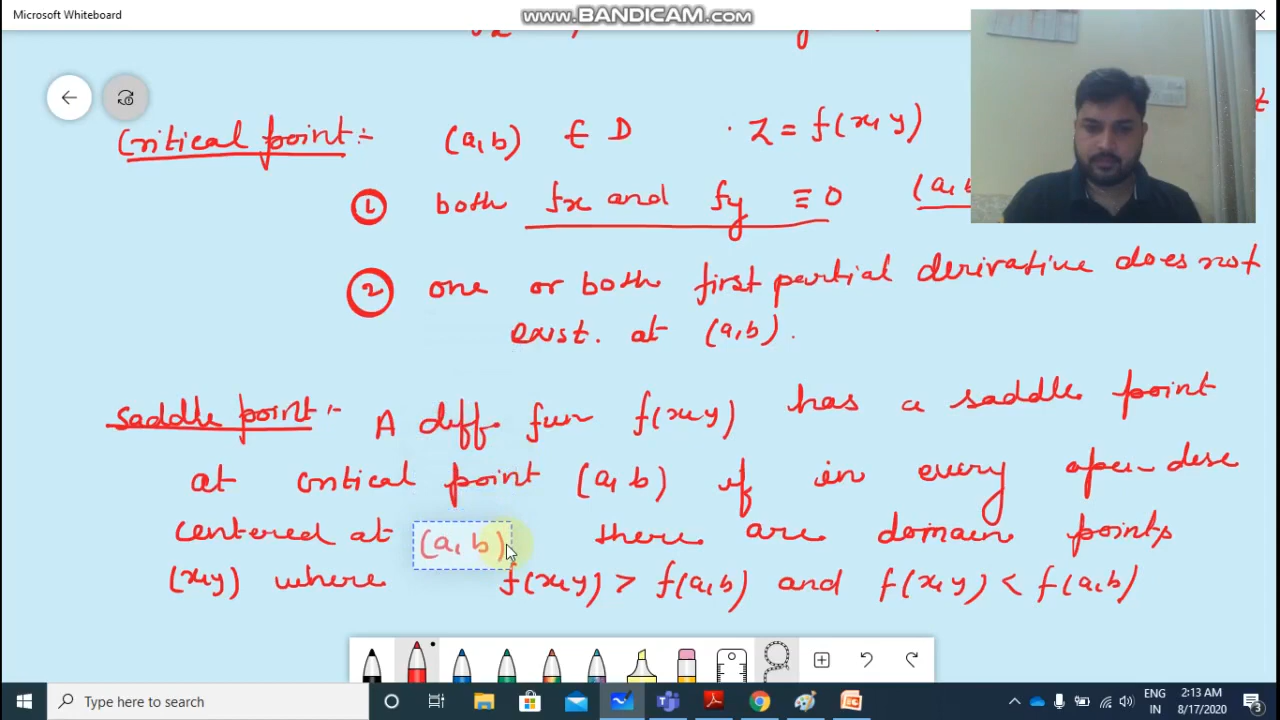 Microsoft Whiteboard
www.BANDICAM.com
Critical point :- (a, b) ∈ D . Z = f(x, y)
① both fx and fy ≡ 0 (a, b
② one or both first partial derivative does not
exist. at (a, b).
Saddle point :- A diff. fun f(x, y) has a saddle point
at critical point (a, b) if in every open-disc
centered at (a, b) there are domain points
(x, y) where f(x, y) > f(a, b) and f(x, y) < f(a, b)
Type here to search
ENG
IN
2:13 AM
8/17/2020
3